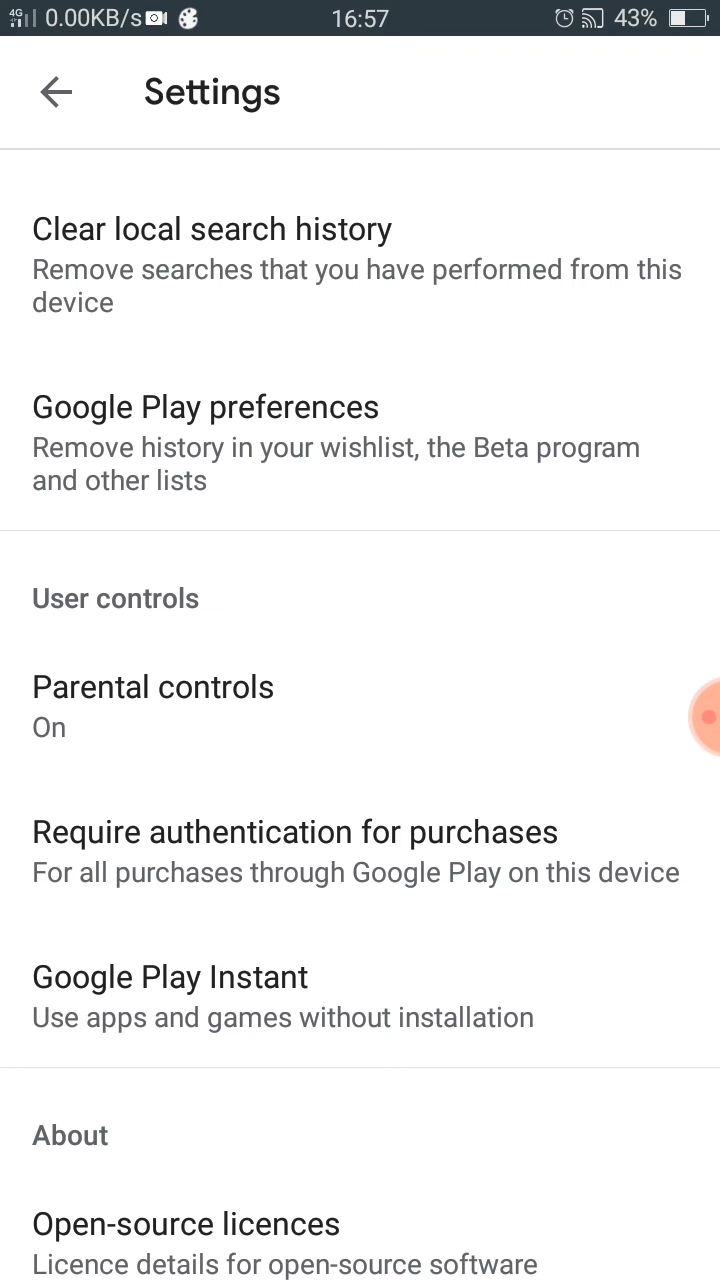 4G 0.00KB/s 16:57 43%
Settings
Clear local search history
Remove searches that you have performed from this
device
Google Play preferences
Remove history in your wishlist, the Beta program
and other lists
User controls
Parental controls
On
Require authentication for purchases
For all purchases through Google Play on this device
Google Play Instant
Use apps and games without installation
About
Open-source licences
Licence details for open-source software